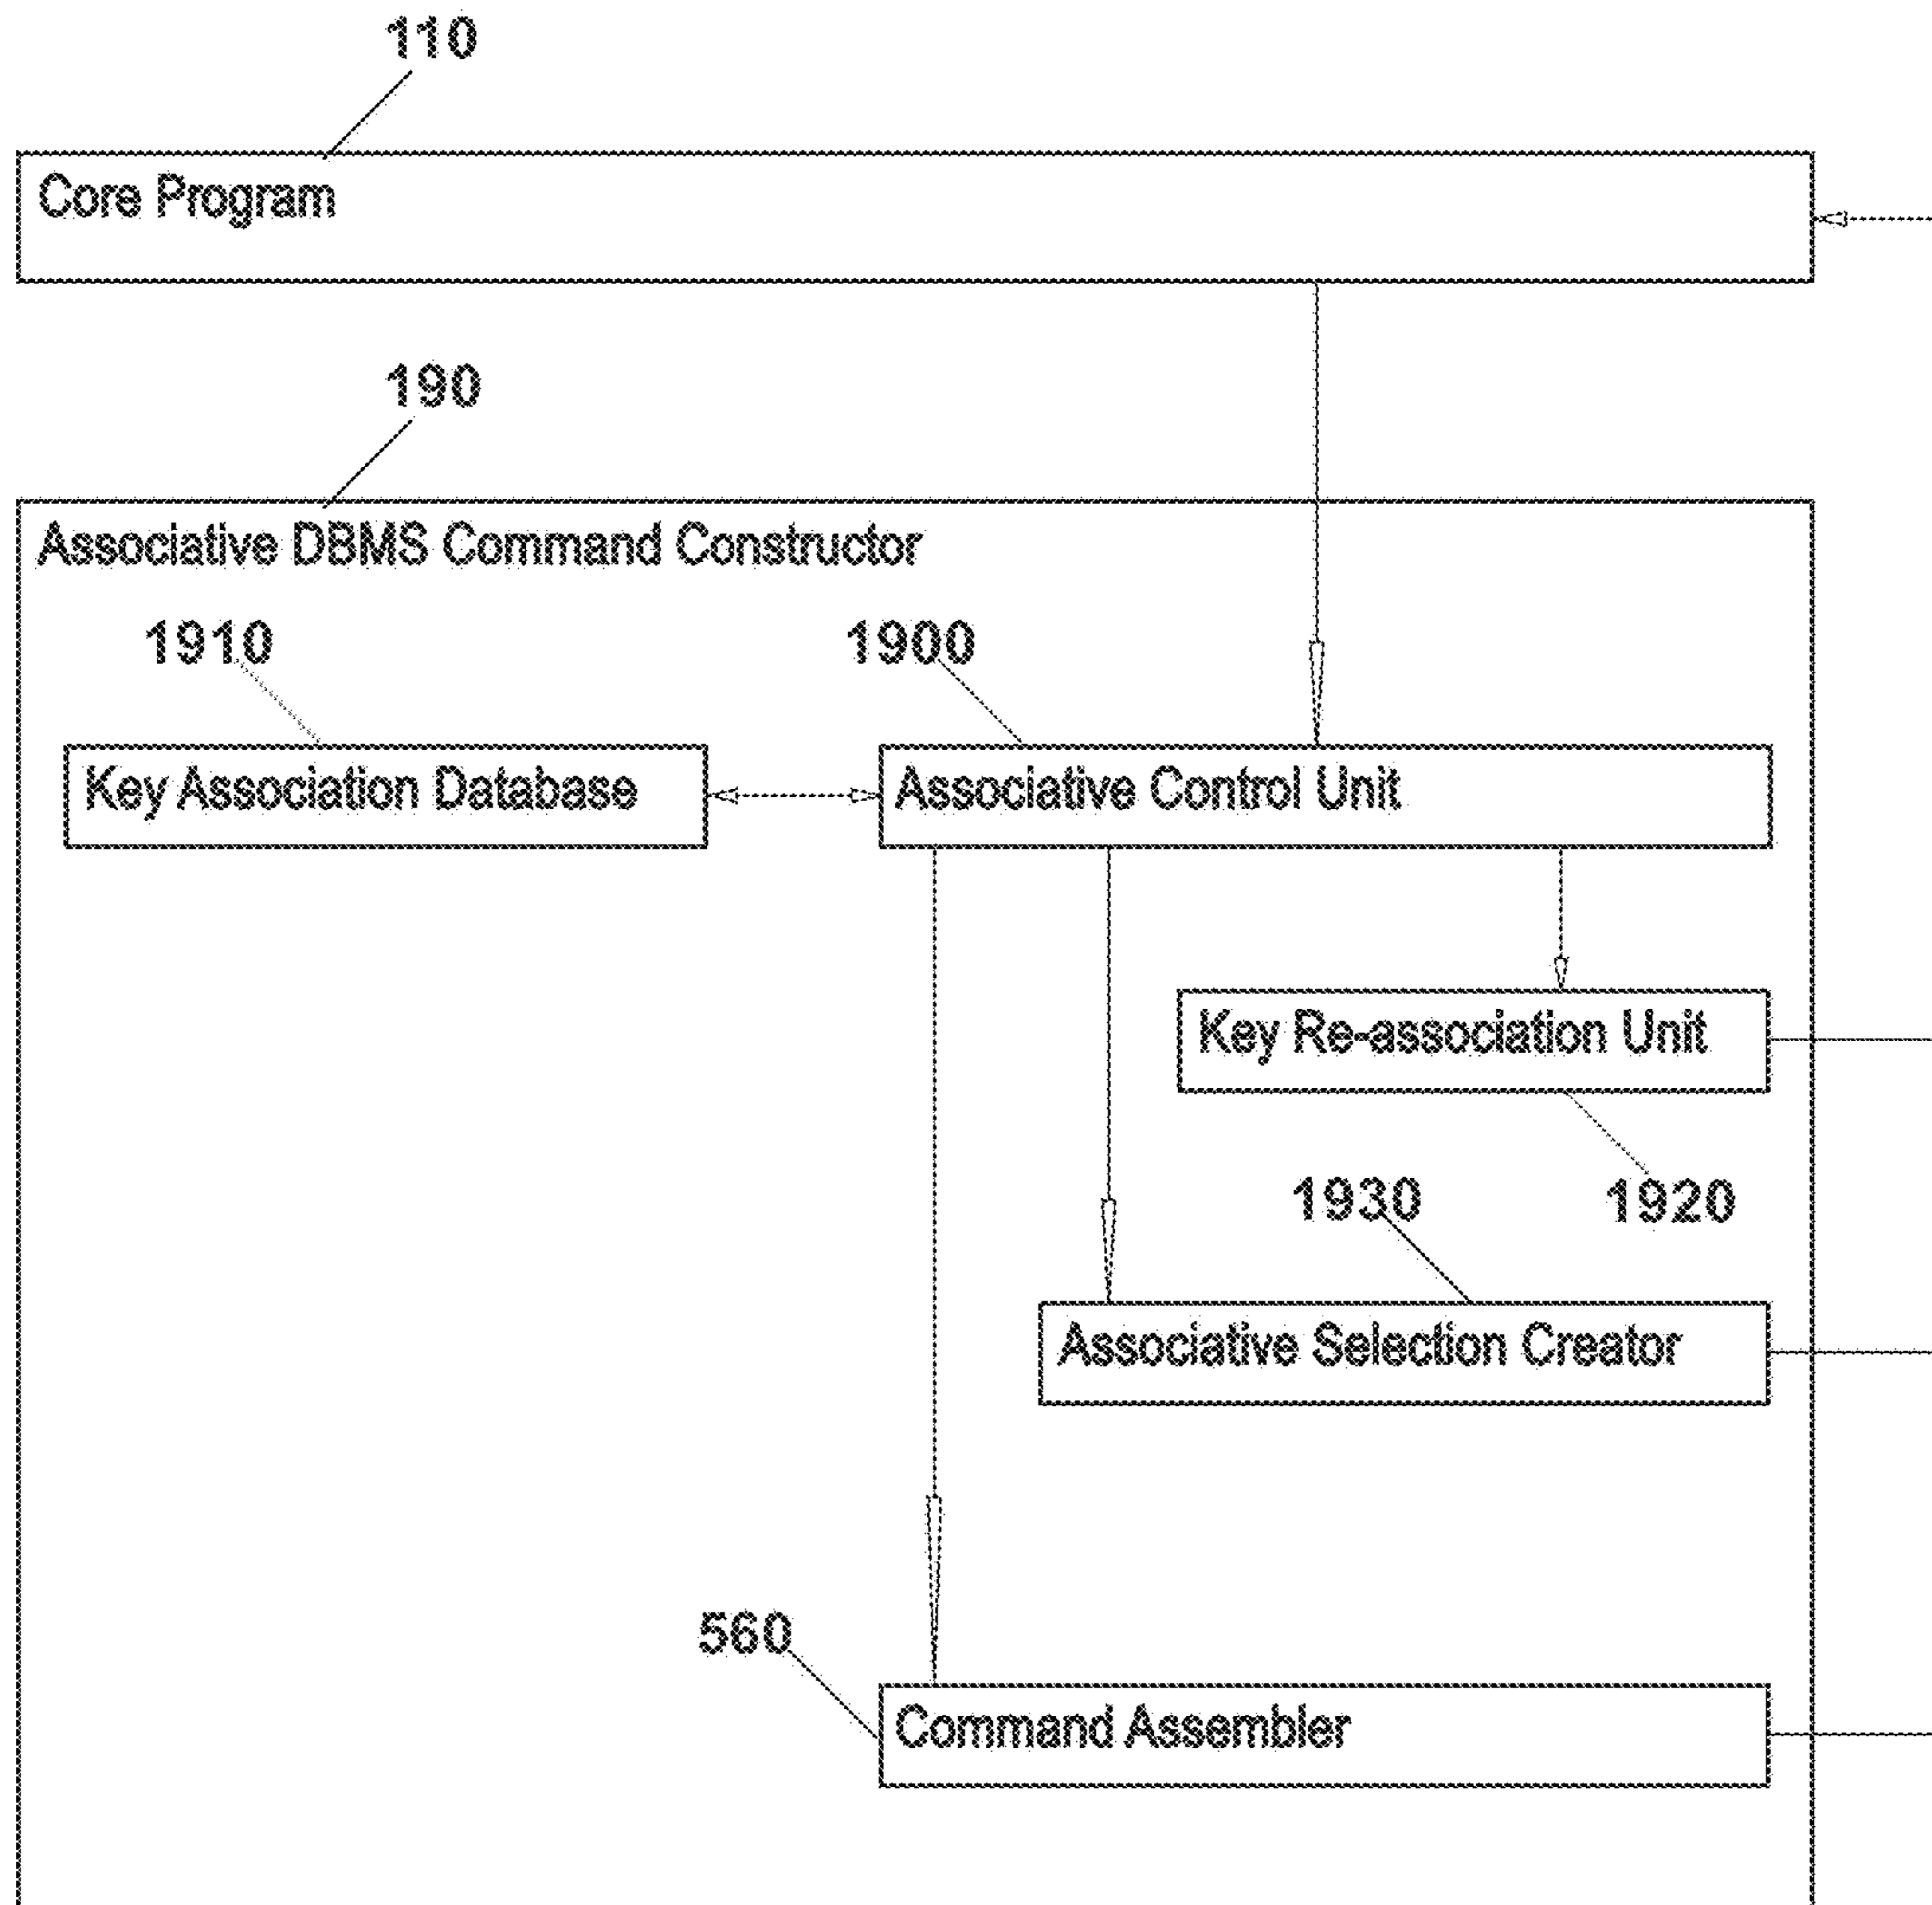 110
Core Program
190
Associative DBMS Command Constructor
1910
1900
Key Association Database
Associative Control Unit
Key Re-association Unit
1930
1920
Associative Selection Creator
560
Command Assembler